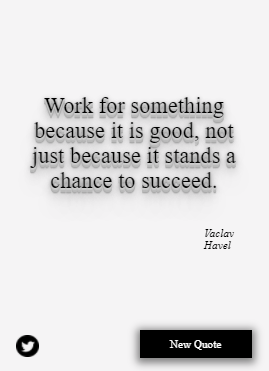 Work for something
because it is good, not
just because it stands a
chance to succeed.
Vaclav
Havel
New Quote